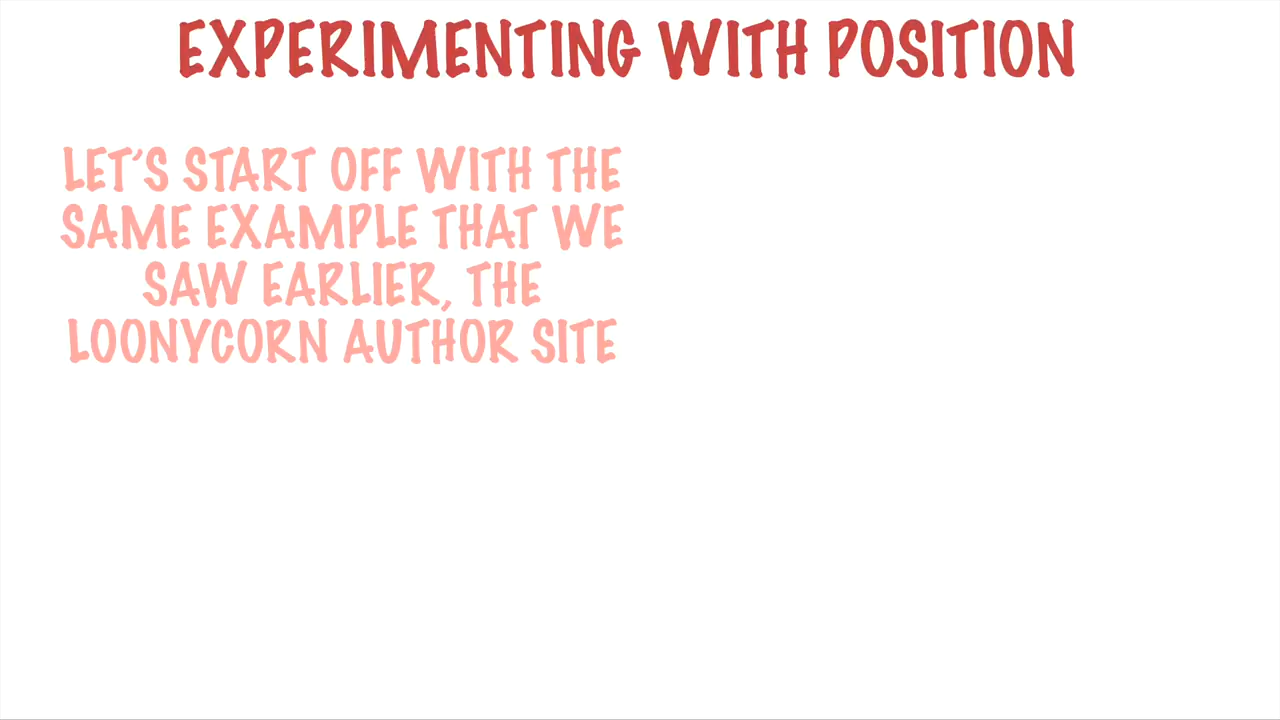 EXPERIMENTING WITH POSITION
LET'S START OFF WITH THE
SAME EXAMPLE THAT WE
SAW EARLIER, THE
LOONYCORN AUTHOR SITE